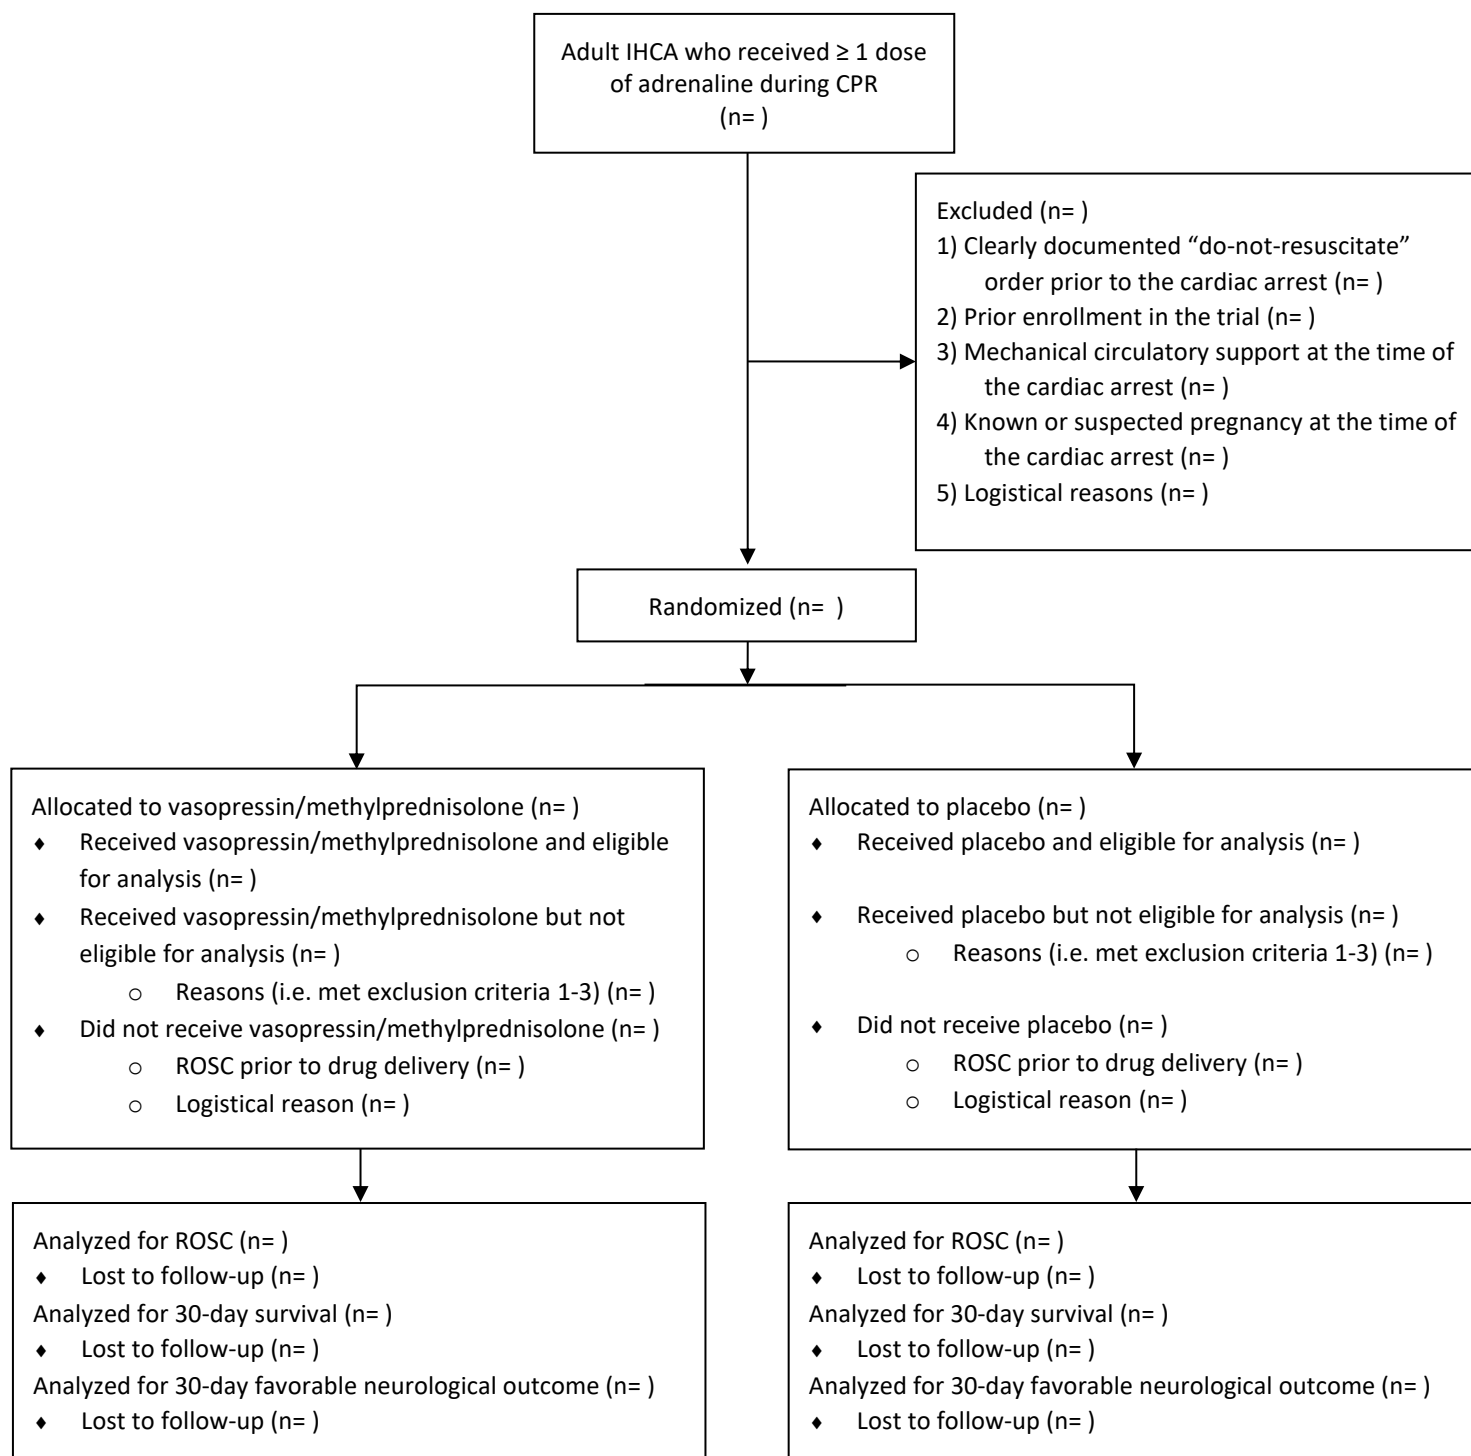 Adult IHCA who received ≥ 1 dose
of adrenaline during CPR
(n= )
Excluded (n= )
1) Clearly documented “do-not-resuscitate”
order prior to the cardiac arrest (n= )
2) Prior enrollment in the trial (n= )
3) Mechanical circulatory support at the time of
the cardiac arrest (n= )
4) Known or suspected pregnancy at the time of
the cardiac arrest (n= )
5) Logistical reasons (n= )
Randomized (n=  )
Allocated to vasopressin/methylprednisolone (n= )
♦ Received vasopressin/methylprednisolone and eligible
for analysis (n= )
♦ Received vasopressin/methylprednisolone but not
eligible for analysis (n= )
o Reasons (i.e. met exclusion criteria 1-3) (n= )
♦ Did not receive vasopressin/methylprednisolone (n= )
o ROSC prior to drug delivery (n= )
o Logistical reason (n= )
Allocated to placebo (n= )
♦ Received placebo and eligible for analysis (n= )
♦ Received placebo but not eligible for analysis (n= )
o Reasons (i.e. met exclusion criteria 1-3) (n= )
♦ Did not receive placebo (n= )
o ROSC prior to drug delivery (n= )
o Logistical reason (n= )
Analyzed for ROSC (n= )
♦ Lost to follow-up (n= )
Analyzed for 30-day survival (n= )
♦ Lost to follow-up (n= )
Analyzed for 30-day favorable neurological outcome (n= )
♦ Lost to follow-up (n= )
Analyzed for ROSC (n= )
♦ Lost to follow-up (n= )
Analyzed for 30-day survival (n= )
♦ Lost to follow-up (n= )
Analyzed for 30-day favorable neurological outcome (n= )
♦ Lost to follow-up (n= )